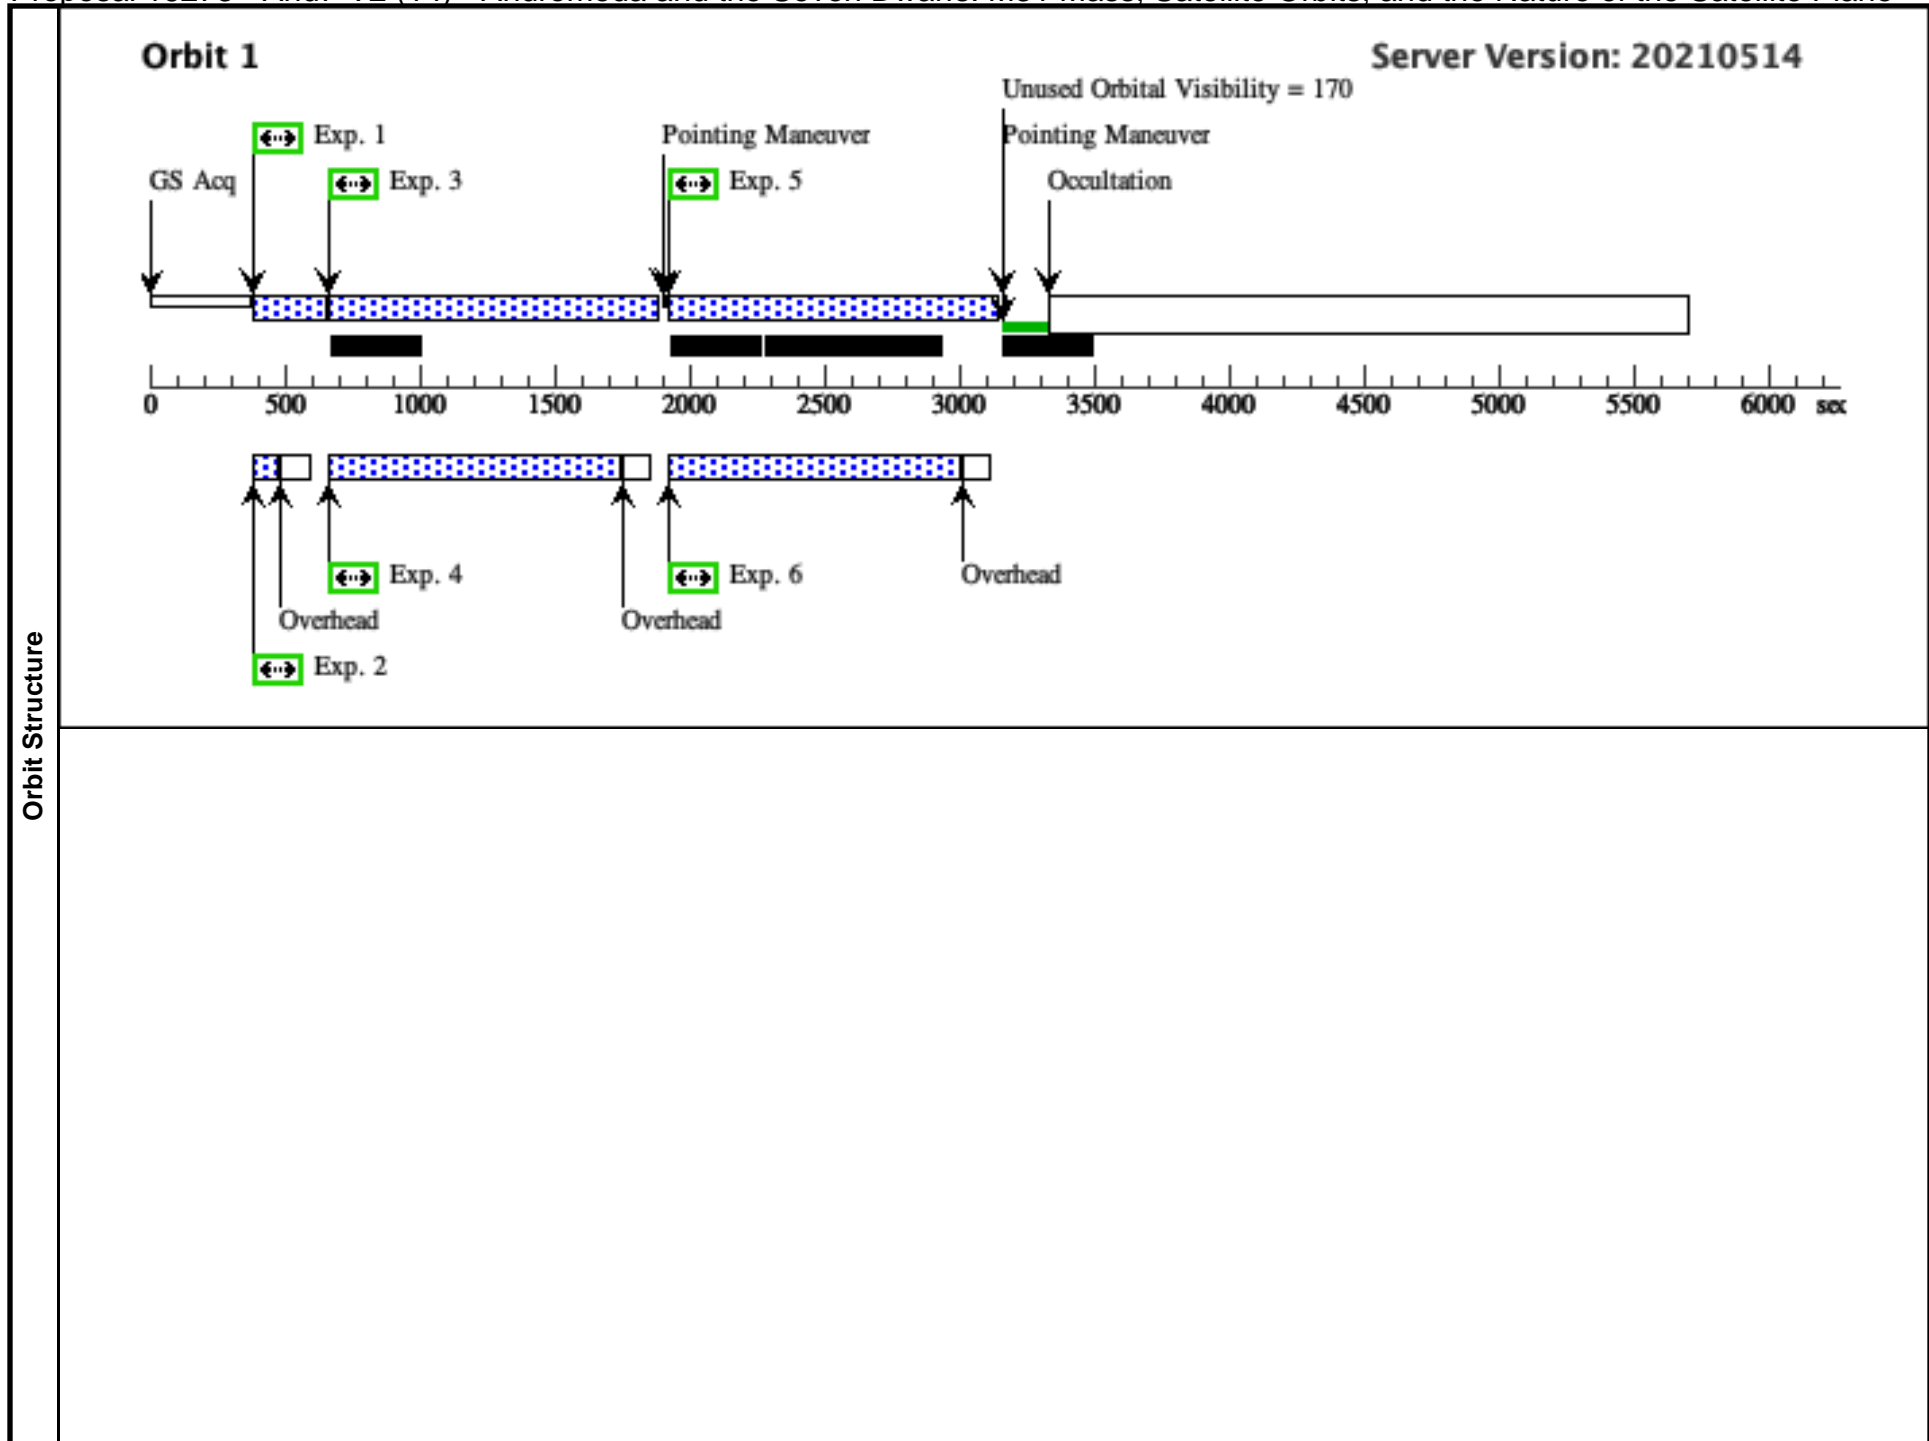 Orbit 1
Server Version: 20210514
Unused Orbital Visibility = 170
Exp. 1
Pointing Maneuver
Pointing Maneuver
GS Acq
Exp. 3
Exp. 5
Occultation
0 500 1000 1500 2000 2500 3000 3500 4000 4500 5000 5500 6000 sec
Exp. 4
Exp. 6
Overhead
Overhead
Overhead
Exp. 2
Orbit Structure